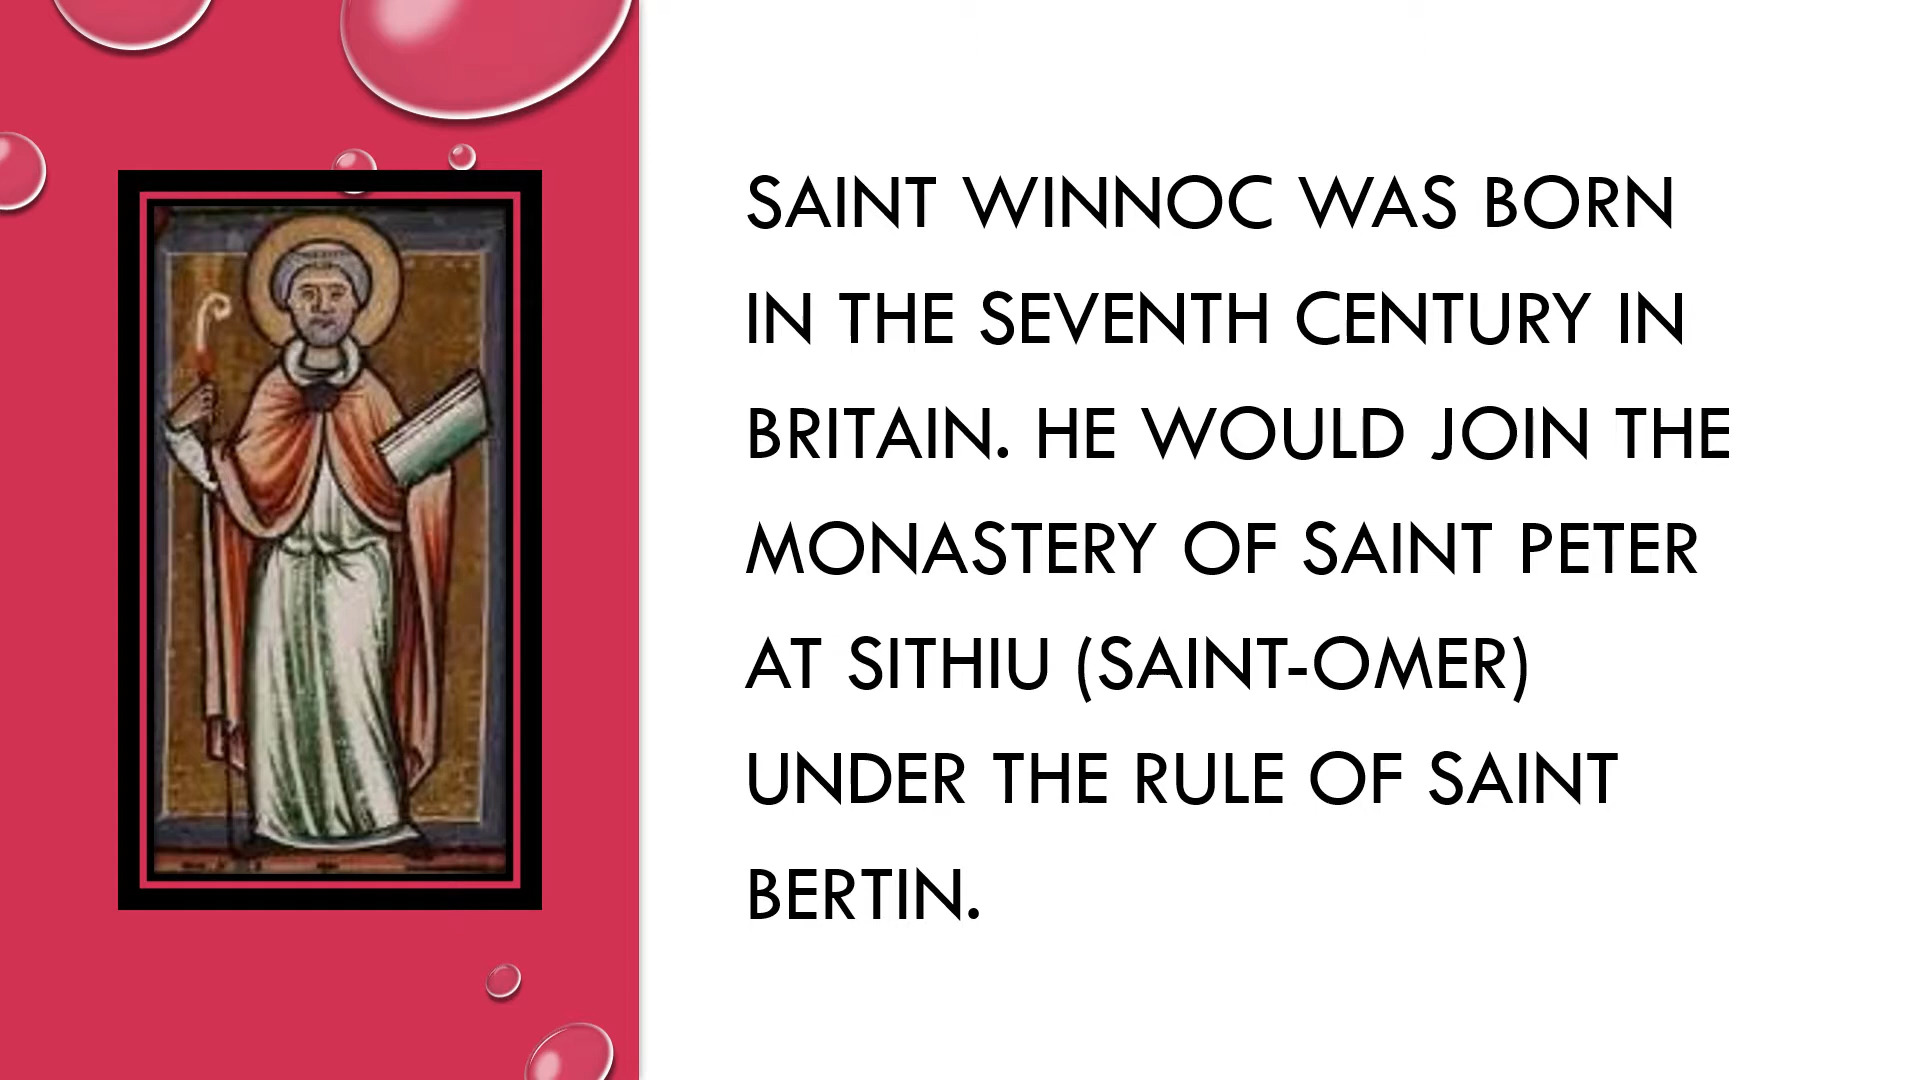 SAINT WINNOC WAS BORN
IN THE SEVENTH CENTURY IN
BRITAIN. HE WOULD JOIN THE
MONASTERY OF SAINT PETER
AT SITHIU (SAINT-OMER)
UNDER THE RULE OF SAINT
BERTIN.